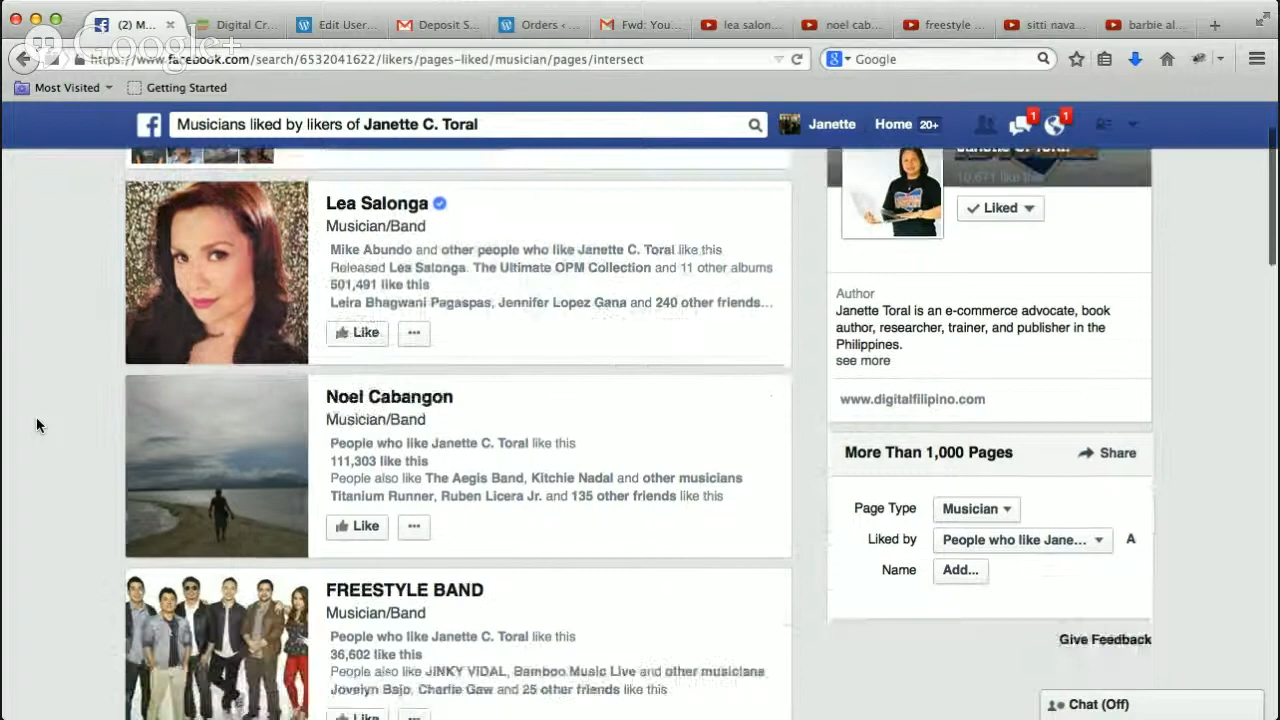 (2) M...
Digital Cr...
Edit User...
Deposit S...
Orders ‹ ...
Fwd: You...
lea salon...
noel cab...
freestyle ...
sitti nava...
barbie al...
Google+
https://www.facebook.com/search/6532041622/likers/pages-liked/musician/pages/intersect
Google
Most Visited
Getting Started
Musicians liked by likers of Janette C. Toral
Janette
Home 20+
1
1
Lea Salonga
Musician/Band
Mike Abundo and other people who like Janette C. Toral like this
Released Lea Salonga. The Ultimate OPM Collection and 11 other albums
501,491 like this
Leira Bhagwani Pagaspas, Jennifer Lopez Gana and 240 other friends...
Like
Noel Cabangon
Musician/Band
People who like Janette C. Toral like this
111,303 like this
People also like The Aegis Band, Kitchie Nadal and other musicians
Titanium Runner, Ruben Licera Jr. and 135 other friends like this
Like
FREESTYLE BAND
Musician/Band
People who like Janette C. Toral like this
36,602 like this
People also like JINKY VIDAL, Bamboo Music Live and other musicians
Jovelyn Bajo, Charlie Gaw and 25 other friends like this
Like
Janette C. Toral
10,671 like this
Liked
Author
Janette Toral is an e-commerce advocate, book
author, researcher, trainer, and publisher in the
Philippines.
see more
www.digitalfilipino.com
More Than 1,000 Pages
Share
Page Type Musician
Liked by People who like Jane... A
Name Add...
Give Feedback
Chat (Off)